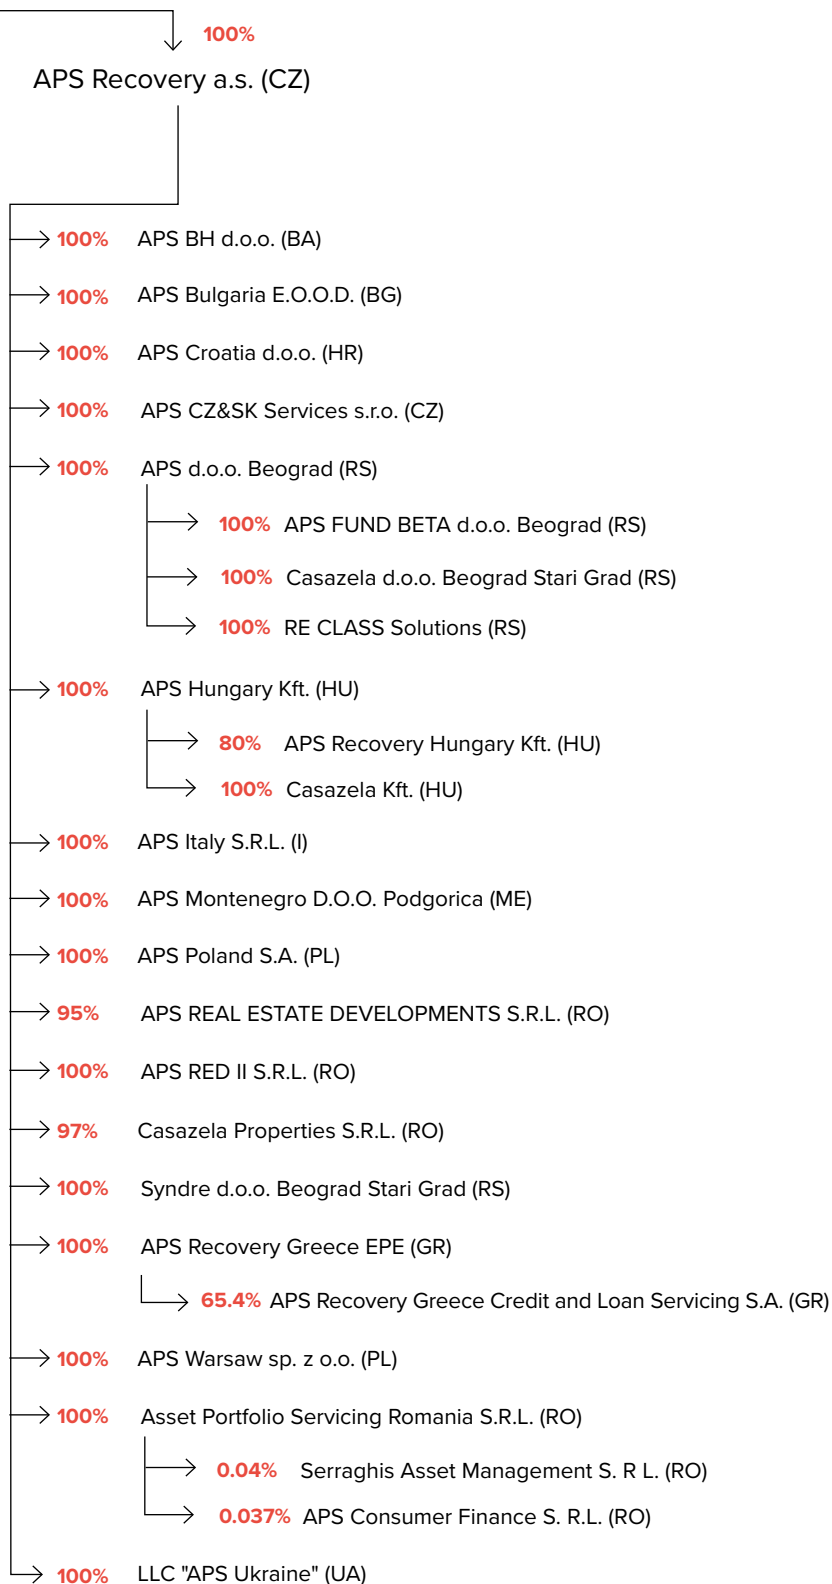 100%
APS Recovery a.s. (CZ)
100% APS BH d.o.o. (BA)
100% APS Bulgaria E.O.O.D. (BG)
100% APS Croatia d.o.o. (HR)
100% APS CZ&SK Services s.r.o. (CZ)
100% APS d.o.o. Beograd (RS)
100% APS FUND BETA d.o.o. Beograd (RS)
100% Casazela d.o.o. Beograd Stari Grad (RS)
100% RE CLASS Solutions (RS)
100% APS Hungary Kft. (HU)
80% APS Recovery Hungary Kft. (HU)
100% Casazela Kft. (HU)
100% APS Italy S.R.L. (I)
100% APS Montenegro D.O.O. Podgorica (ME)
100% APS Poland S.A. (PL)
95% APS REAL ESTATE DEVELOPMENTS S.R.L. (RO)
100% APS RED II S.R.L. (RO)
97% Casazela Properties S.R.L. (RO)
100% Syndre d.o.o. Beograd Stari Grad (RS)
100% APS Recovery Greece EPE (GR)
65.4% APS Recovery Greece Credit and Loan Servicing S.A. (GR)
100% APS Warsaw sp. z o.o. (PL)
100% Asset Portfolio Servicing Romania S.R.L. (RO)
0.04% Serraghis Asset Management S. R L. (RO)
0.037% APS Consumer Finance S. R.L. (RO)
100% LLC "APS Ukraine" (UA)